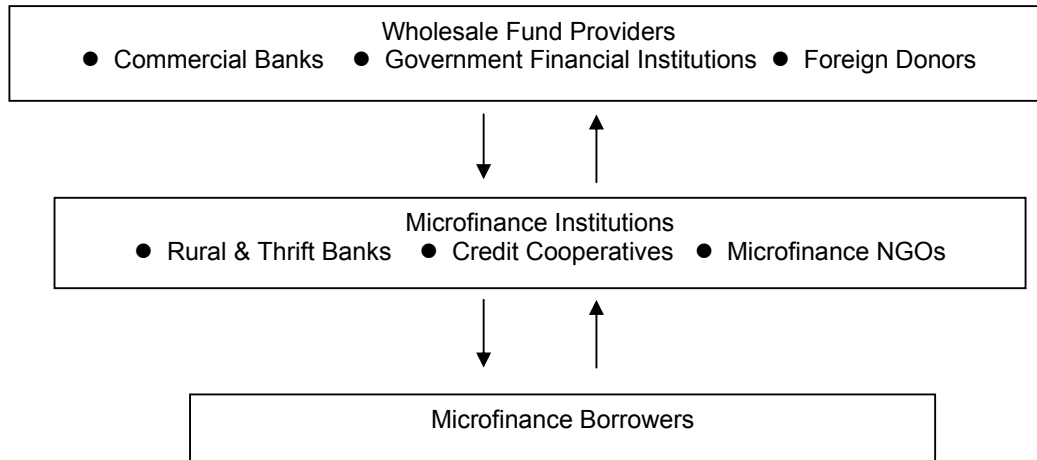 Wholesale Fund Providers
● Commercial Banks ● Government Financial Institutions ● Foreign Donors
Microfinance Institutions
● Rural & Thrift Banks ● Credit Cooperatives ● Microfinance NGOs
Microfinance Borrowers